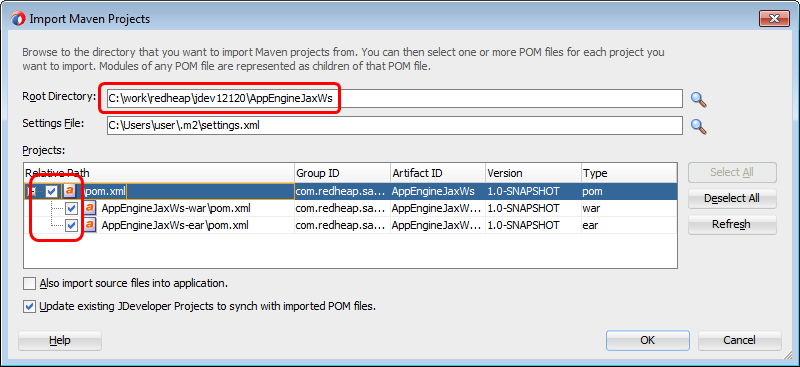 Import Maven Projects
Browse to the directory that you want to import Maven projects from. You can then select one or more POM files for each project you
want to import. Modules of any POM file are represented as children of that POM file.
Root Directory: C:\work\redheap\jdev12120\AppEngineJaxWs
Settings File: C:\Users\user\.m2\settings.xml
Projects:
Relative Path Group ID Artifact ID Version Type Select All
a \pom.xml com.redheap.sa... AppEngineJaxWs 1.0-SNAPSHOT pom Deselect All
a AppEngineJaxWs-war\pom.xml com.redheap.sa... AppEngineJaxW... 1.0-SNAPSHOT war
a AppEngineJaxWs-ear\pom.xml com.redheap.sa... AppEngineJaxW... 1.0-SNAPSHOT ear Refresh
Also import source files into application.
Update existing JDeveloper Projects to synch with imported POM files.
Help OK Cancel